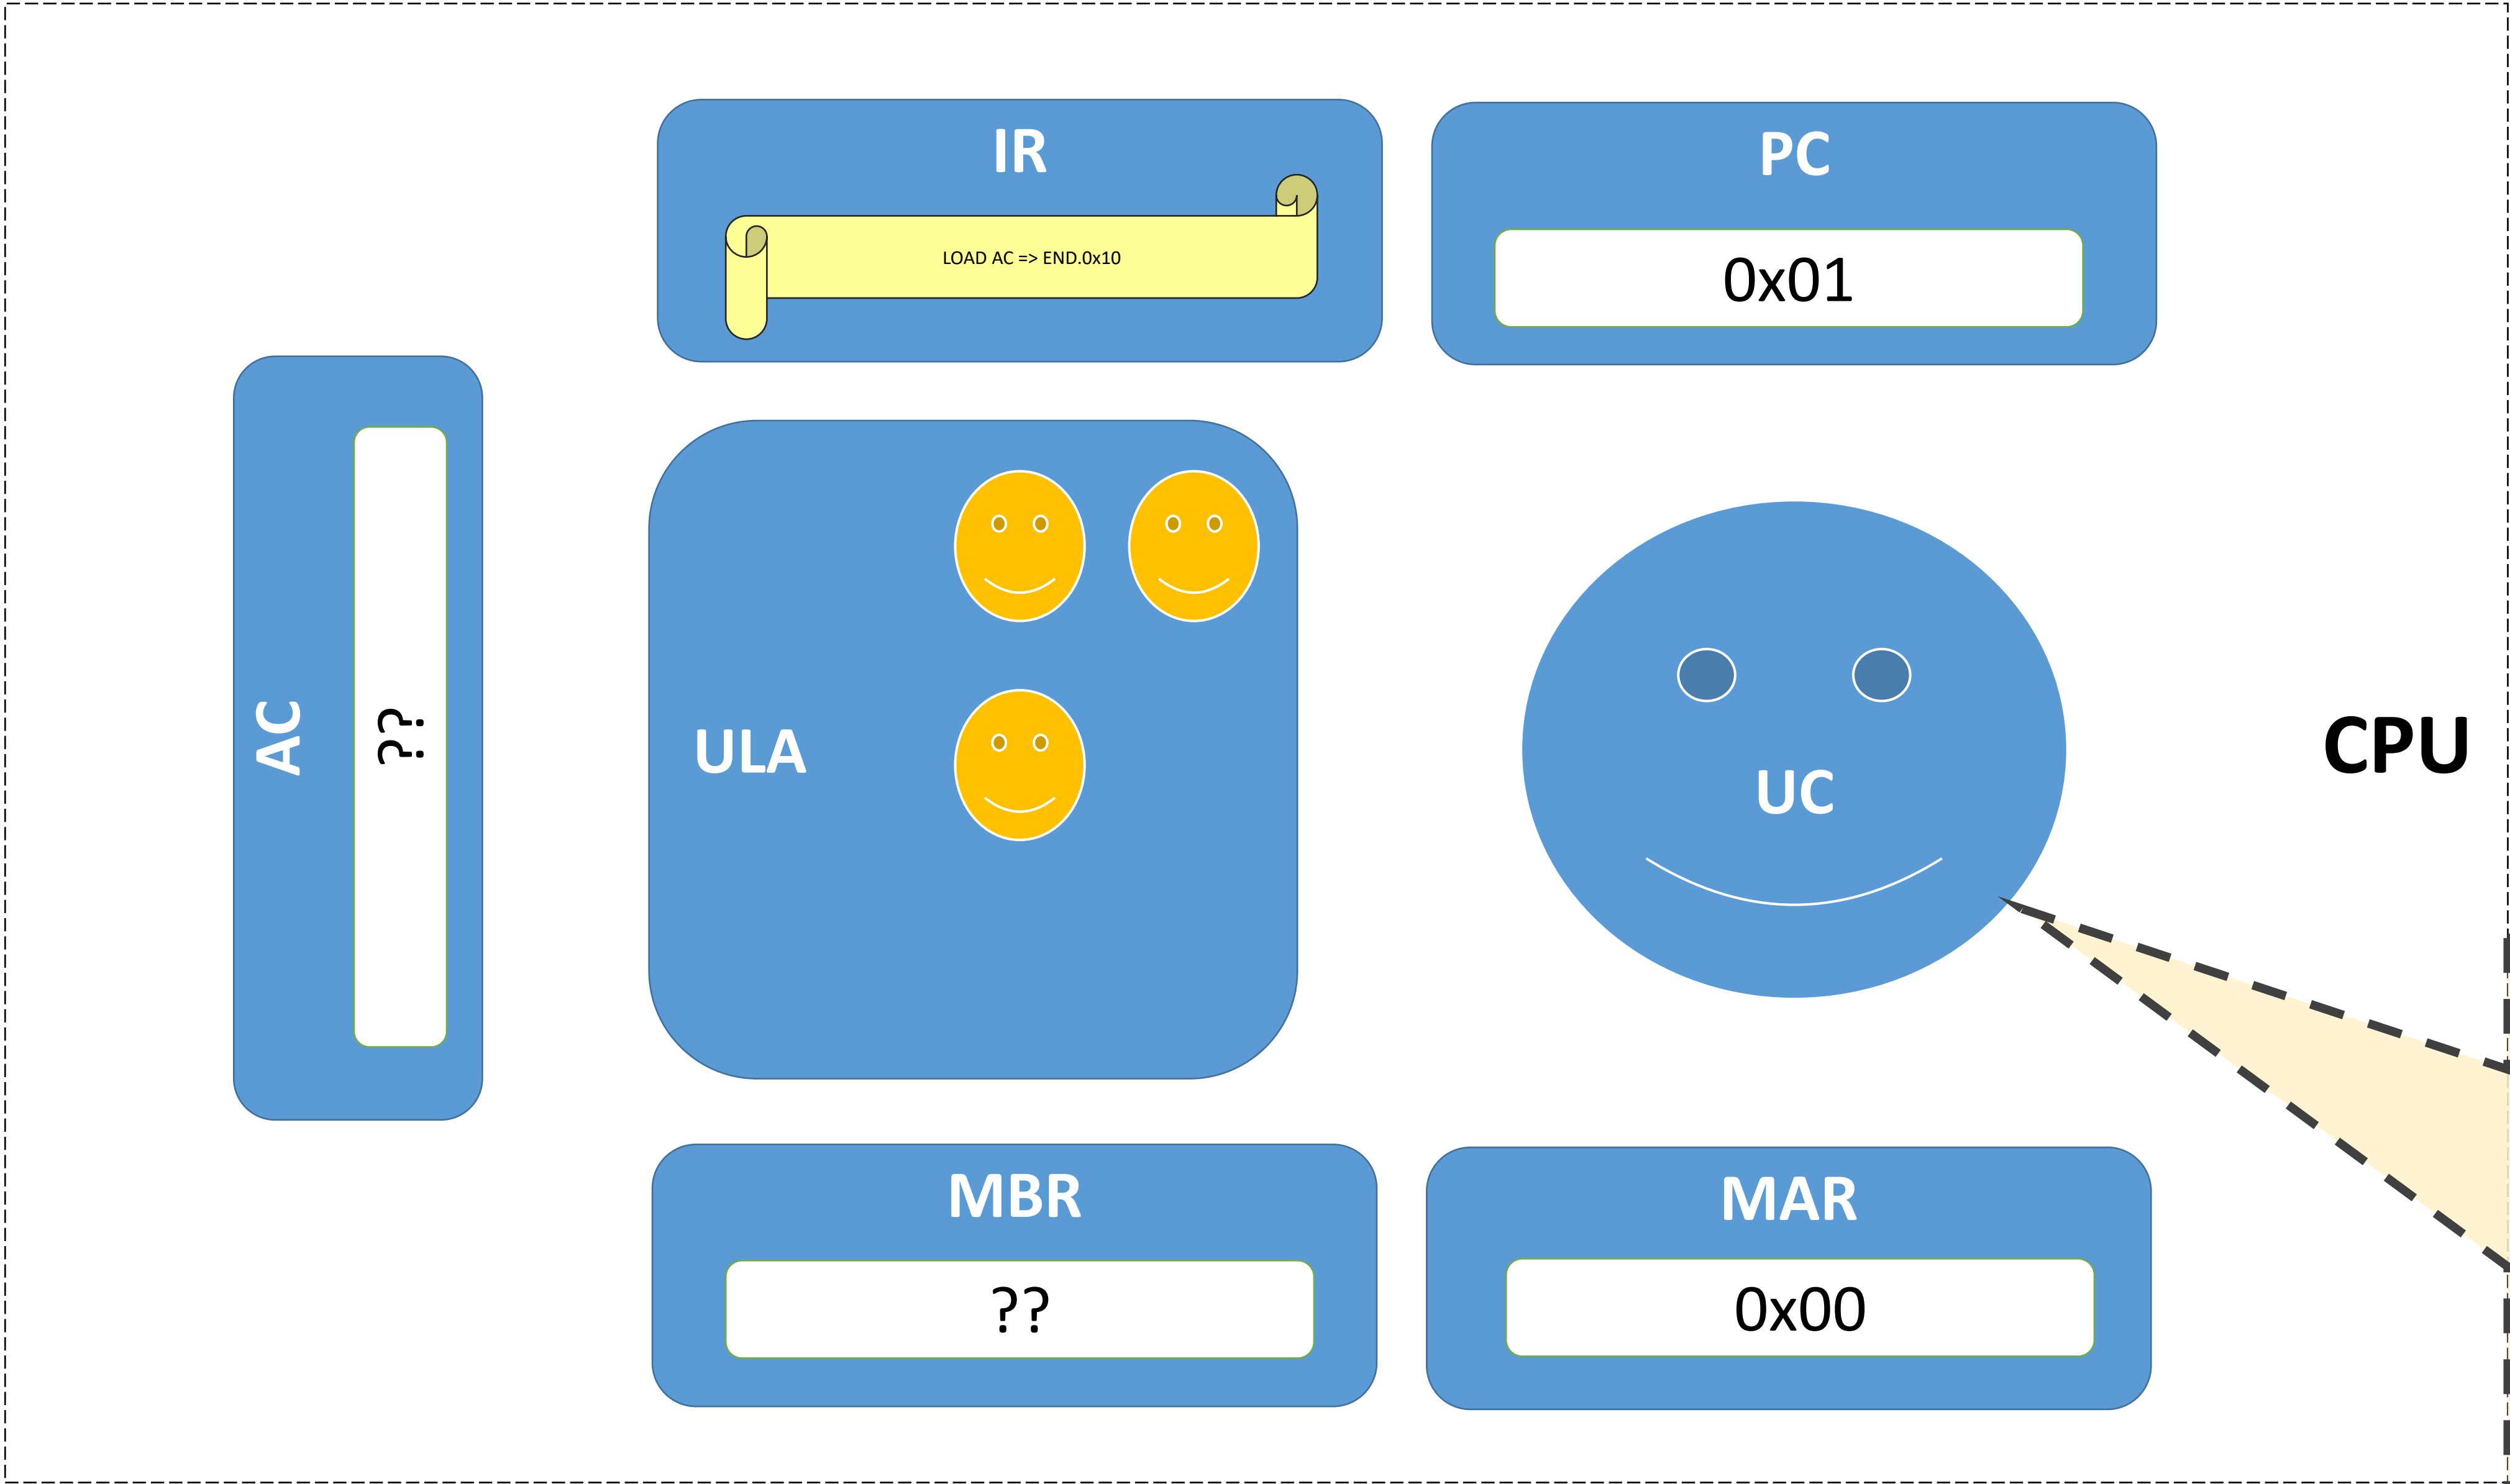 IR
LOAD AC => END.0x10
PC
0x01
AC
??
ULA
UC
CPU
MBR
??
MAR
0x00